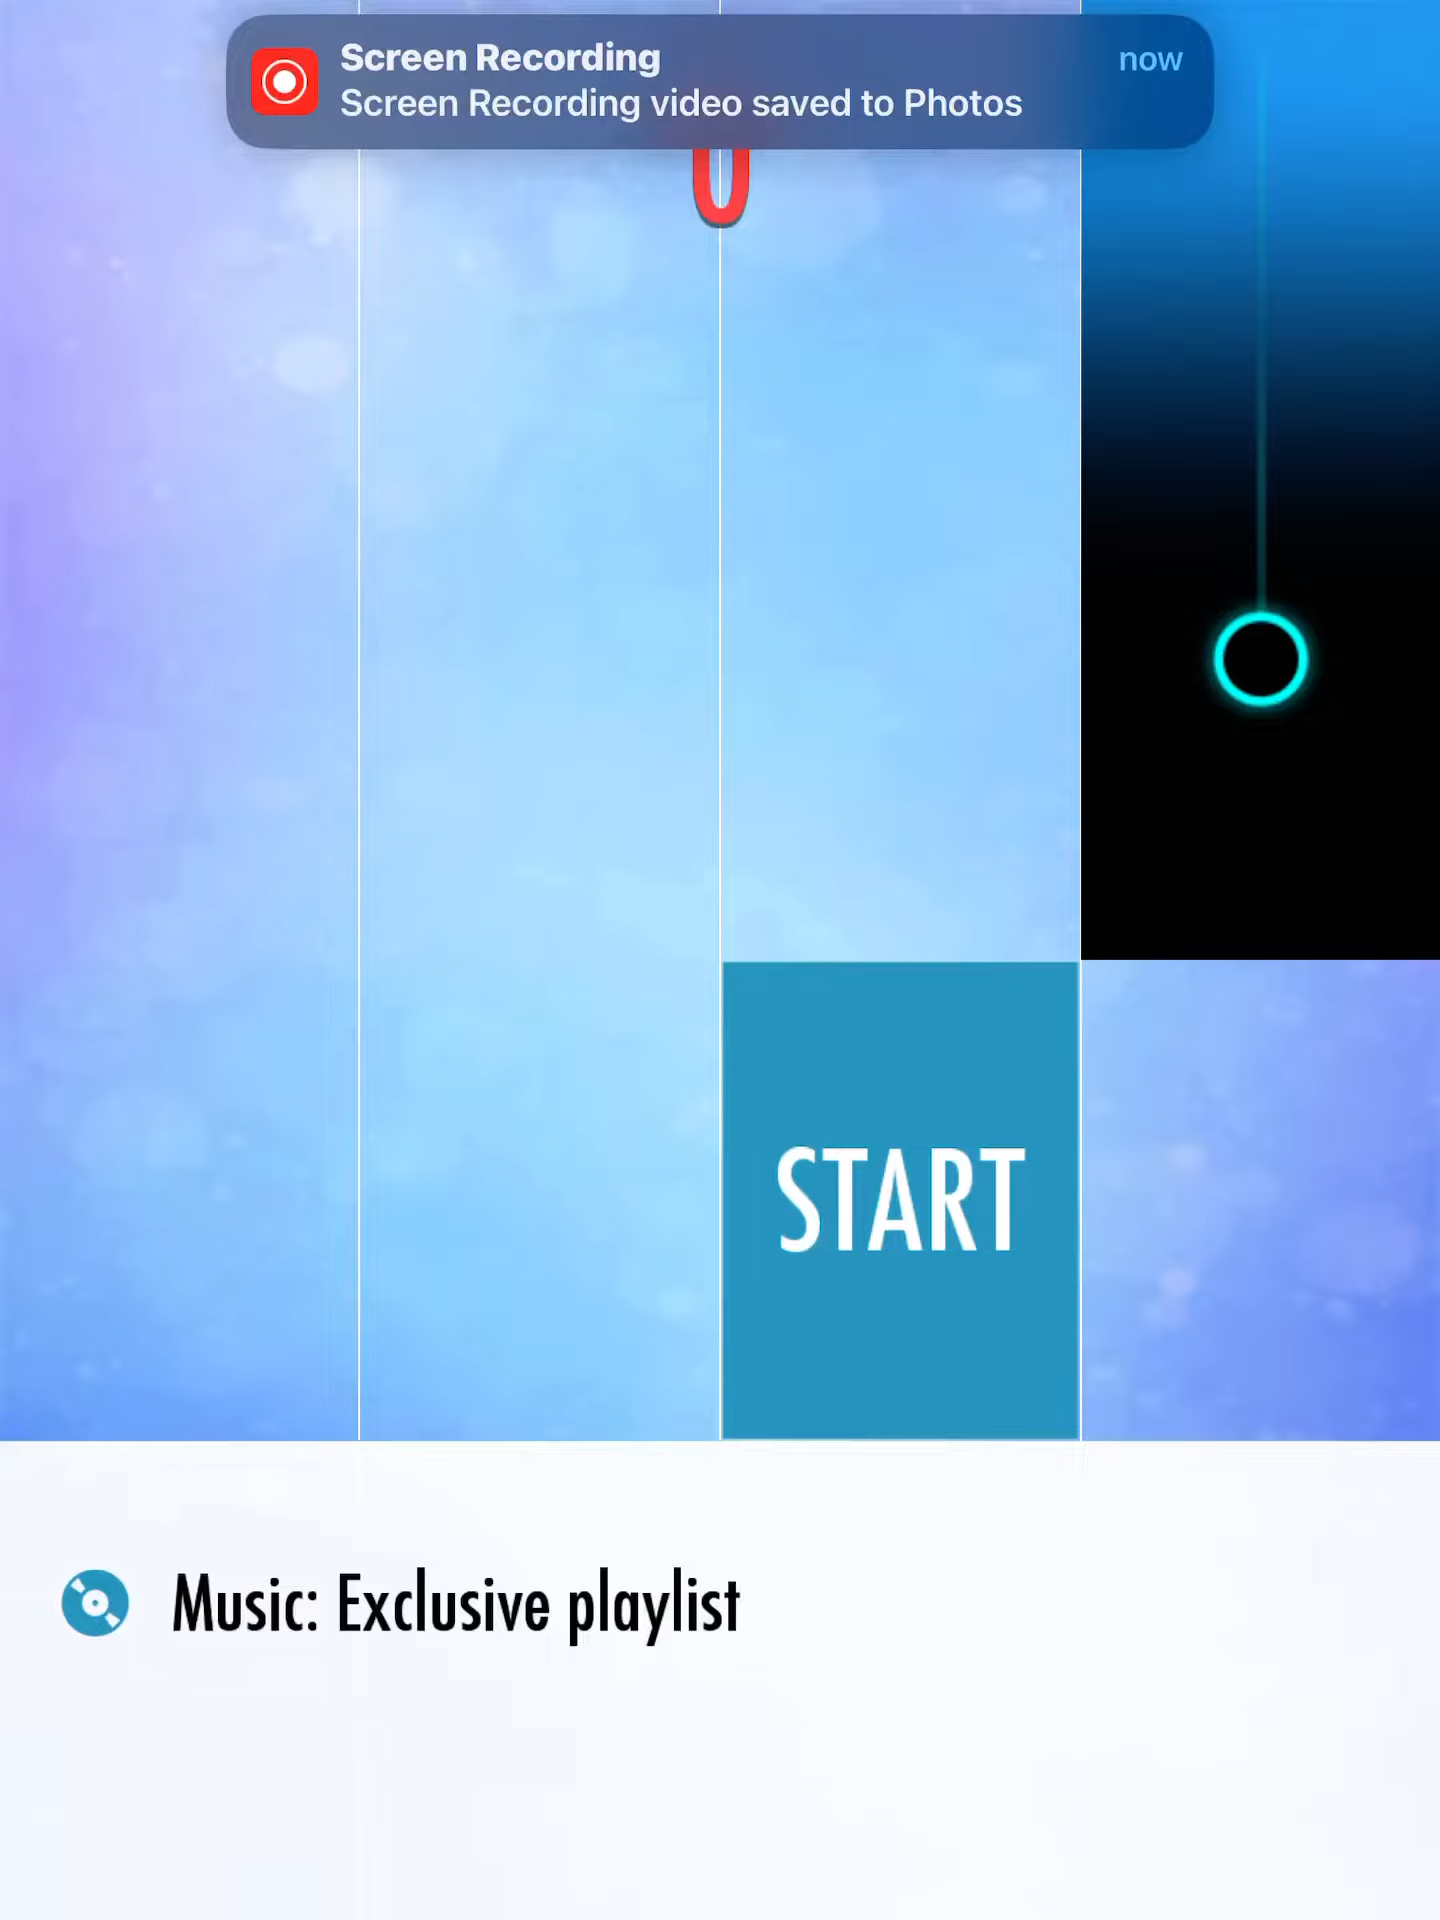 Screen Recording
now
Screen Recording video saved to Photos
0
START
Music: Exclusive playlist